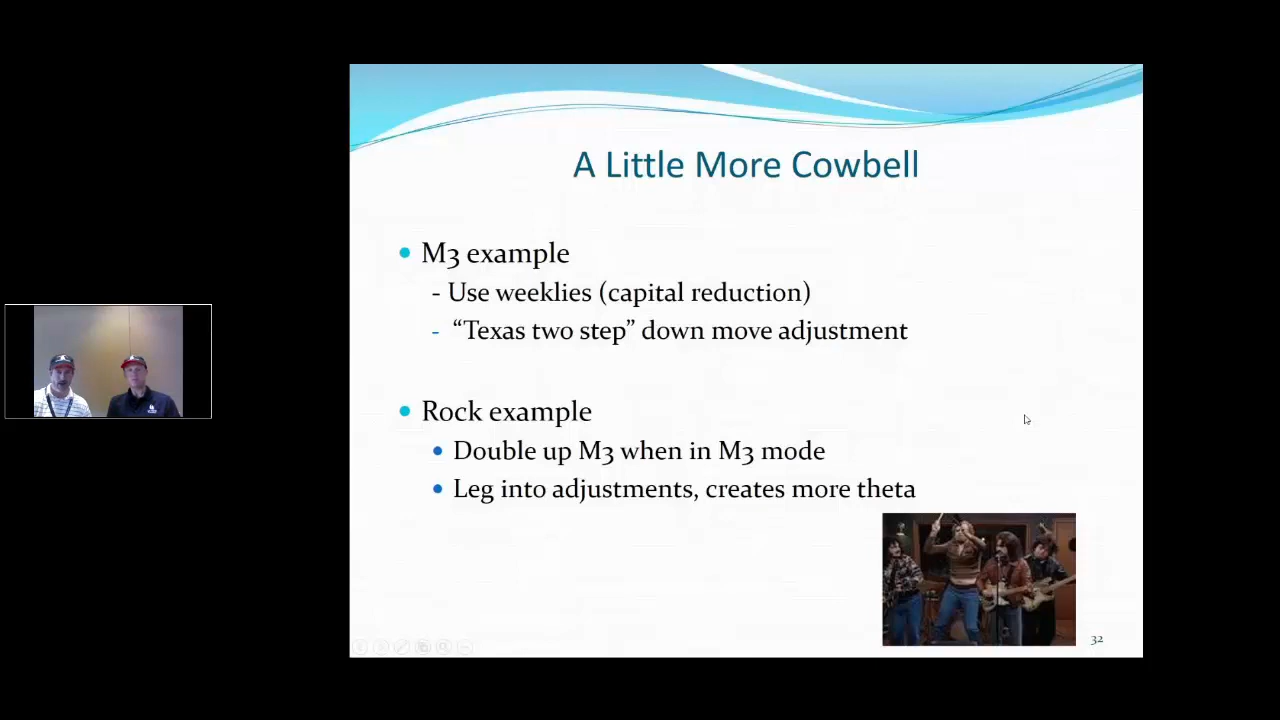 A Little More Cowbell
• M3 example
- Use weeklies (capital reduction)
- “Texas two step” down move adjustment
• Rock example
• Double up M3 when in M3 mode
• Leg into adjustments, creates more theta
32